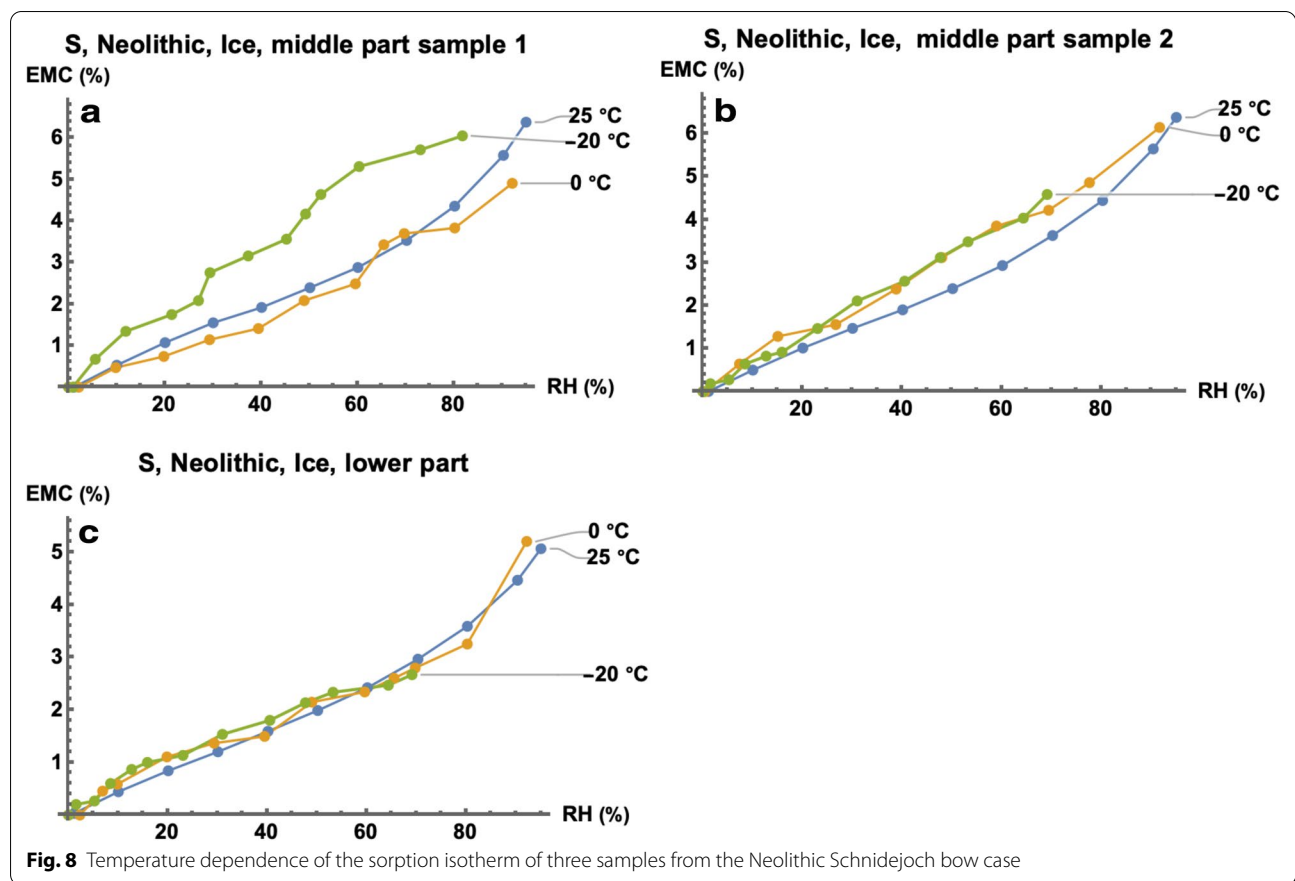 S, Neolithic, Ice, middle part sample 1
EMC (%)
a
25 °C
−20 °C
0 °C
6
5
4
3
2
1
20 40 60 80 RH (%)
S, Neolithic, Ice, middle part sample 2
EMC (%)
b
25 °C
0 °C
−20 °C
6
5
4
3
2
1
20 40 60 80 RH (%)
S, Neolithic, Ice, lower part
EMC (%)
c
0 °C
25 °C
−20 °C
5
4
3
2
1
20 40 60 80 RH (%)
Fig. 8 Temperature dependence of the sorption isotherm of three samples from the Neolithic Schnidejoch bow case